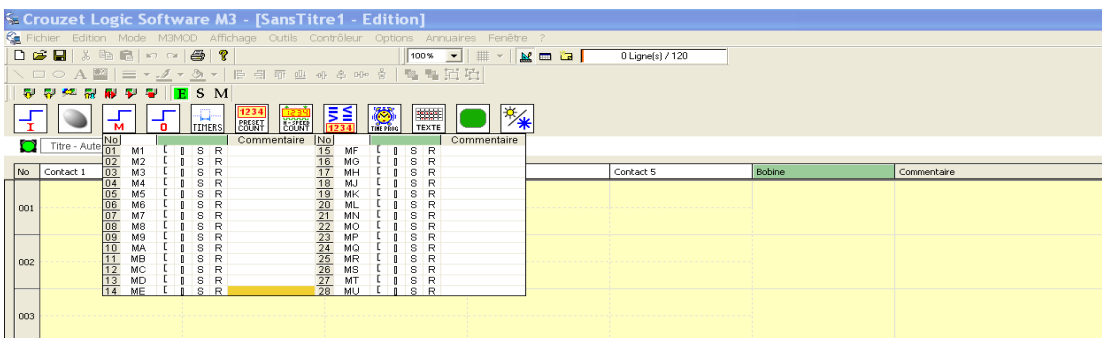 Crouzet Logic Software M3 - [SansTitre1 - Edition]
Fichier Edition Mode M3MOD Affichage Outils Contrôleur Options Annuaires Fenêtre ?
100 % 0 Ligne(s) / 120
E S M
I M O TIMERS 1234 PRESET COUNT 1234 H-SPEED COUNT 1234 TIME PROG TEXTE
Titre - Aute No Commentaire No Commentaire
01 M1 [ () S R 15 MF [ () S R
02 M2 [ () S R 16 MG [ () S R
No Contact 1 03 M3 [ () S R 17 MH [ () S R Contact 5 Bobine Commentaire
04 M4 [ () S R 18 MJ [ () S R
05 M5 [ () S R 19 MK [ () S R
06 M6 [ () S R 20 ML [ () S R
001 07 M7 [ () S R 21 MN [ () S R
08 M8 [ () S R 22 MO [ () S R
09 M9 [ () S R 23 MP [ () S R
10 MA [ () S R 24 MQ [ () S R
002 11 MB [ () S R 25 MR [ () S R
12 MC [ () S R 26 MS [ () S R
13 MD [ () S R 27 MT [ () S R
14 ME [ () S R 28 MU [ () S R
003